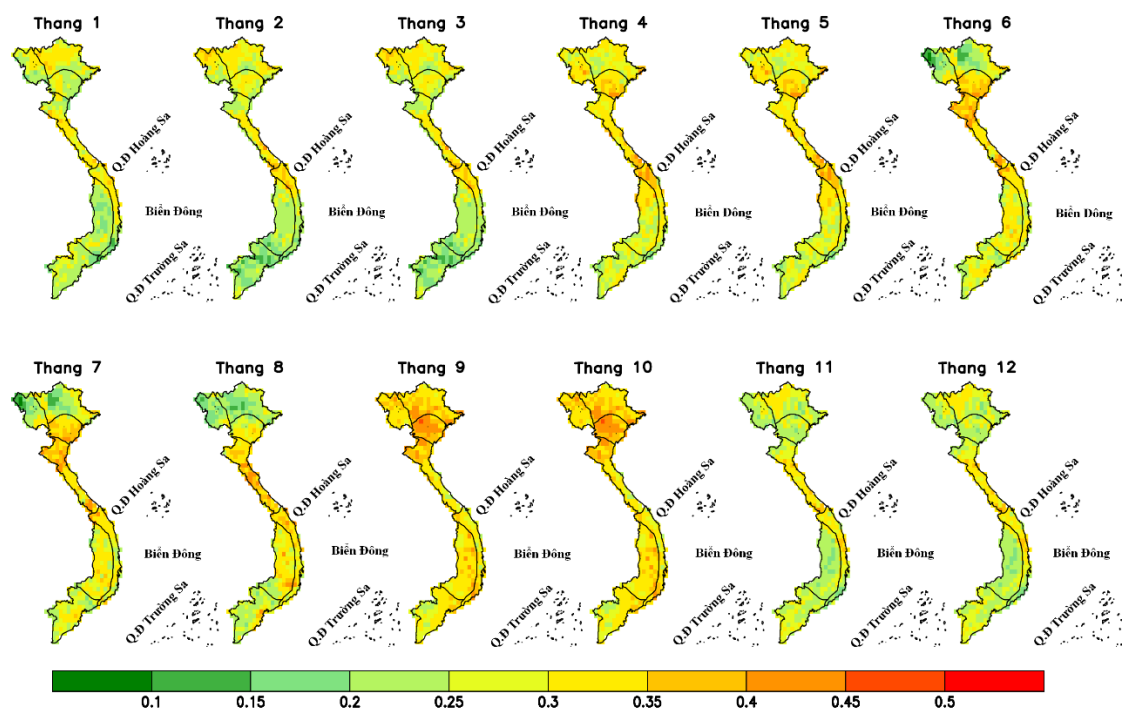 Thang 1
Thang 2
Thang 3
Thang 4
Thang 5
Thang 6
Q.Đ Hoàng Sa
Q.Đ Hoàng Sa
Q.Đ Hoàng Sa
Q.Đ Hoàng Sa
Q.Đ Hoàng Sa
Q.Đ Hoàng Sa
Biển Đông
Biển Đông
Biển Đông
Biển Đông
Biển Đông
Biển Đông
Q.Đ Trường Sa
Q.Đ Trường Sa
Q.Đ Trường Sa
Q.Đ Trường Sa
Q.Đ Trường Sa
Q.Đ Trường Sa
Thang 7
Thang 8
Thang 9
Thang 10
Thang 11
Thang 12
Q.Đ Hoàng Sa
Q.Đ Hoàng Sa
Q.Đ Hoàng Sa
Q.Đ Hoàng Sa
Q.Đ Hoàng Sa
Q.Đ Hoàng Sa
Biển Đông
Biển Đông
Biển Đông
Biển Đông
Biển Đông
Biển Đông
Q.Đ Trường Sa
Q.Đ Trường Sa
Q.Đ Trường Sa
Q.Đ Trường Sa
Q.Đ Trường Sa
Q.Đ Trường Sa
0.1 0.15 0.2 0.25 0.3 0.35 0.4 0.45 0.5